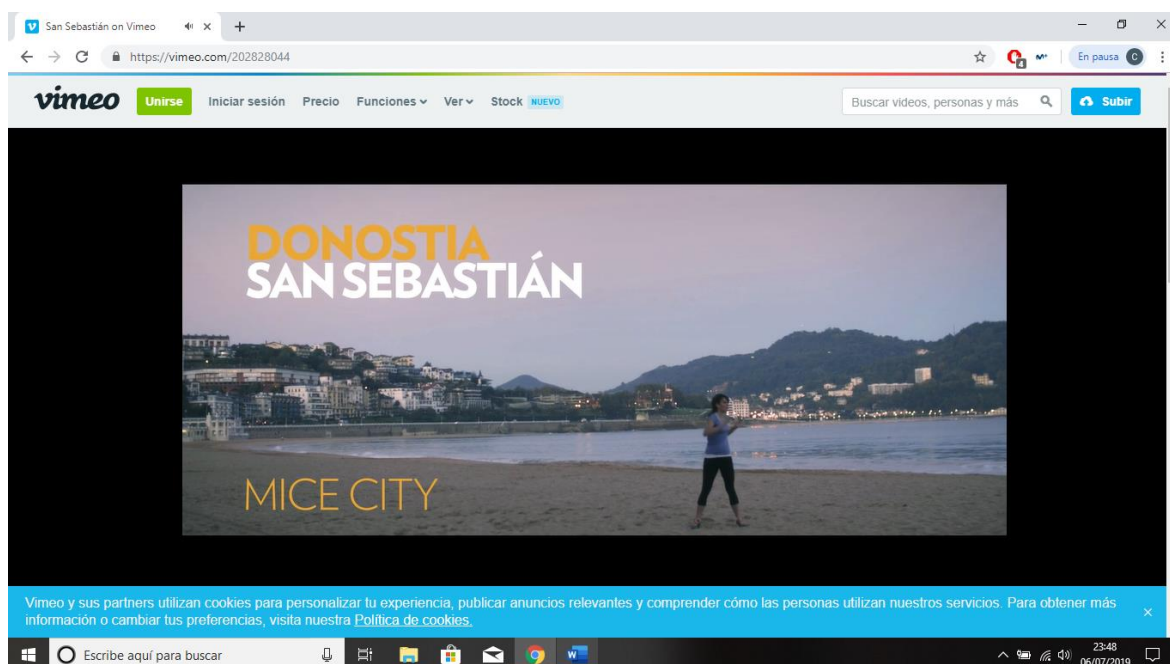 San Sebastián on Vimeo
https://vimeo.com/202828044
4
En pausa C
vimeo Unirse Iniciar sesión Precio Funciones Ver Stock NUEVO Buscar videos, personas y más Subir
DONOSTIA
SAN SEBASTIÁN
MICE CITY
Vimeo y sus partners utilizan cookies para personalizar tu experiencia, publicar anuncios relevantes y comprender cómo las personas utilizan nuestros servicios. Para obtener más
información o cambiar tus preferencias, visita nuestra Política de cookies.
Escribe aquí para buscar
23:48
06/07/2019